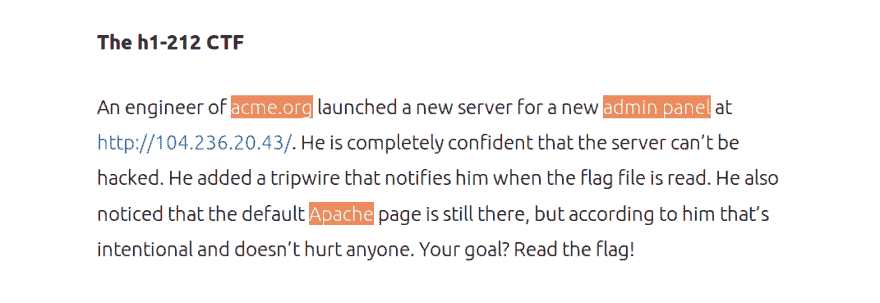 The h1-212 CTF
An engineer of acme.org launched a new server for a new admin panel at
http://104.236.20.43/. He is completely confident that the server can’t be
hacked. He added a tripwire that notifies him when the flag file is read. He also
noticed that the default Apache page is still there, but according to him that’s
intentional and doesn’t hurt anyone. Your goal? Read the flag!